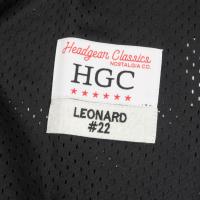 Headgear Classics
NOSTALGIA CO.
HGC
LEONARD
#22